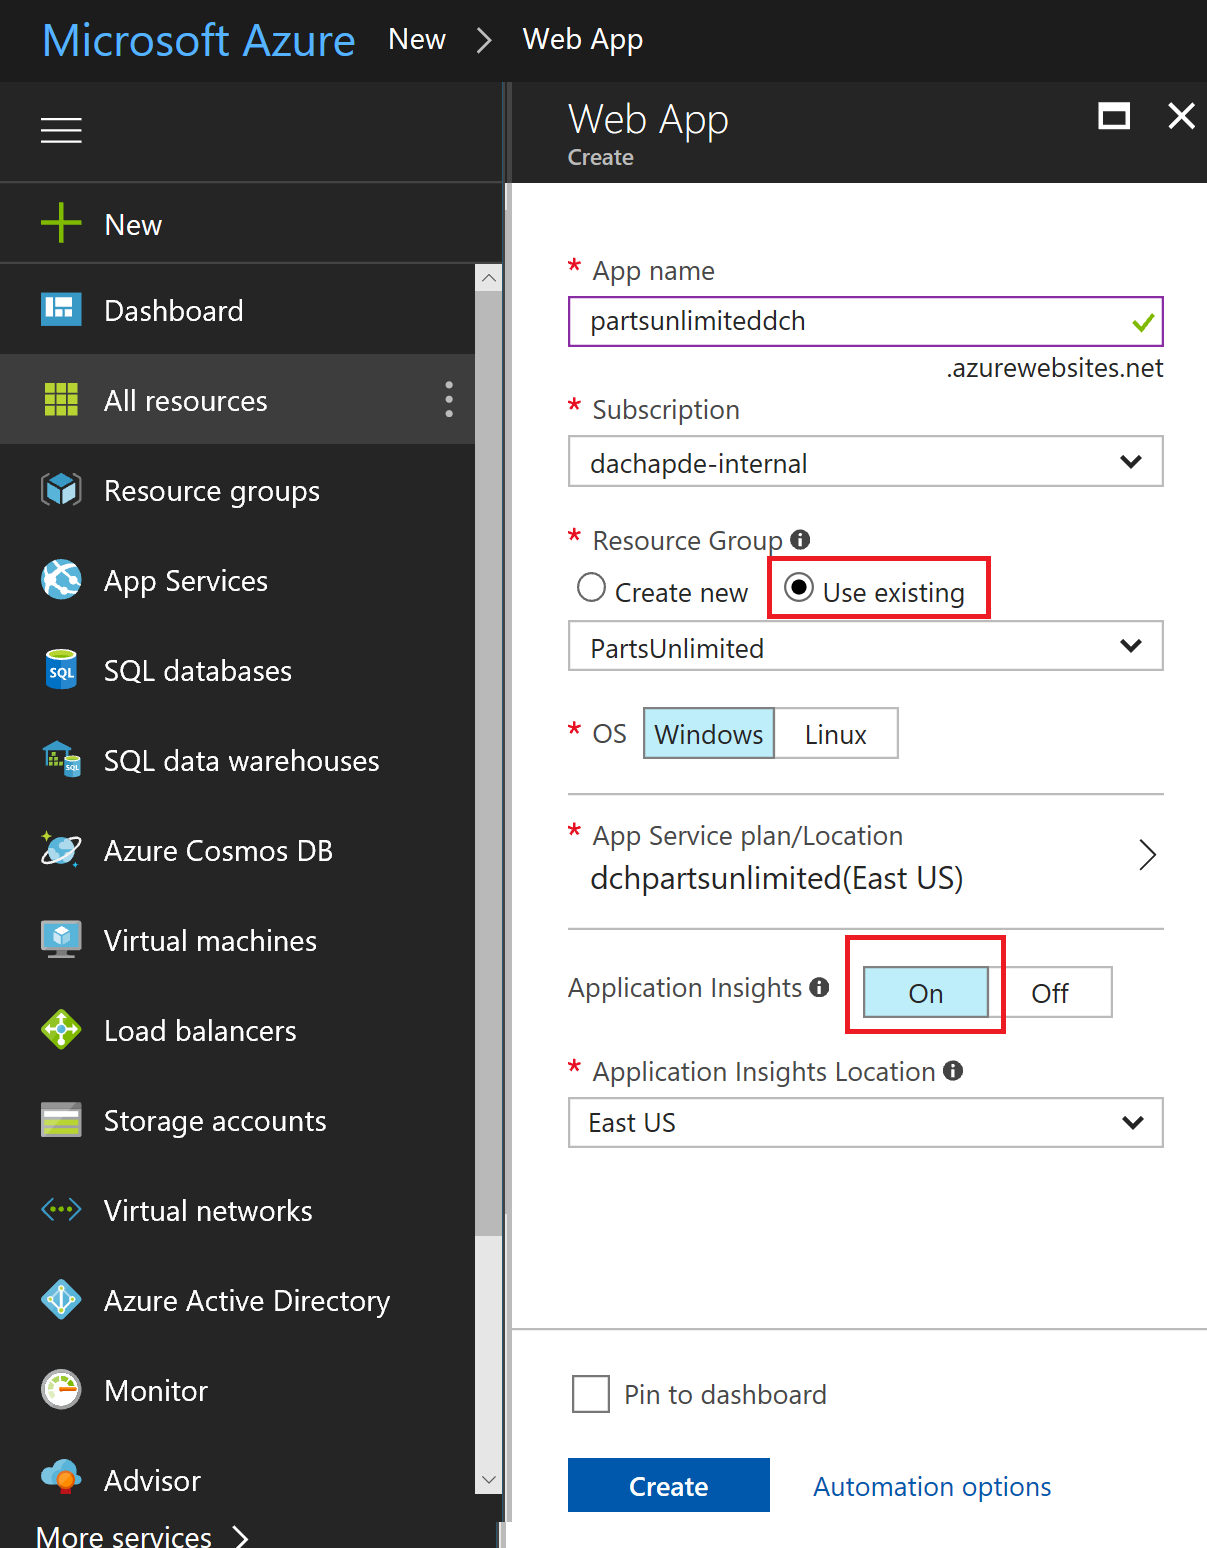 Microsoft Azure New > Web App
New
Dashboard
All resources
Resource groups
App Services
SQL databases
SQL data warehouses
Azure Cosmos DB
Virtual machines
Load balancers
Storage accounts
Virtual networks
Azure Active Directory
Monitor
Advisor
More services >
Web App
Create
* App name
partsunlimiteddch
.azurewebsites.net
* Subscription
dachapde-internal
* Resource Group
Create new Use existing
PartsUnlimited
* OS Windows Linux
* App Service plan/Location
dchpartsunlimited(East US)
Application Insights On Off
* Application Insights Location
East US
Pin to dashboard
Create Automation options